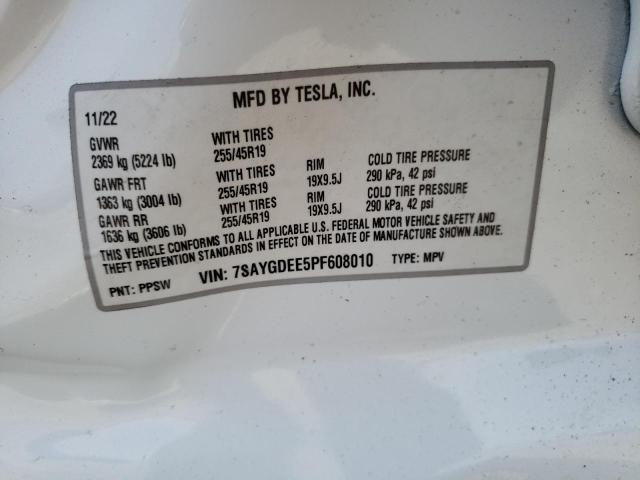 MFD BY TESLA, INC.
11/22
GVWR WITH TIRES
2369 kg (5224 lb) 255/45R19
GAWR FRT WITH TIRES RIM COLD TIRE PRESSURE
1363 kg (3004 lb) 255/45R19 19X9.5J 290 kPa, 42 psi
GAWR RR WITH TIRES RIM COLD TIRE PRESSURE
1636 kg (3606 lb) 255/45R19 19X9.5J 290 kPa, 42 psi
THIS VEHICLE CONFORMS TO ALL APPLICABLE U.S. FEDERAL MOTOR VEHICLE SAFETY AND
THEFT PREVENTION STANDARDS IN EFFECT ON THE DATE OF MANUFACTURE SHOWN ABOVE.
PNT: PPSW VIN: 7SAYGDEE5PF608010 TYPE: MPV